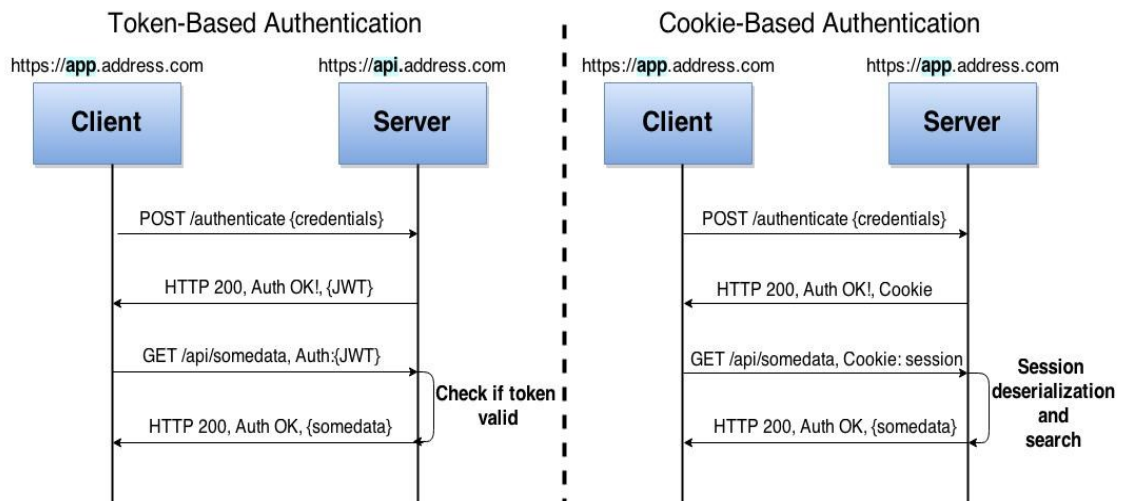 Token-Based Authentication
https://app.address.com
https://api.address.com
Client
Server
POST /authenticate {credentials}
HTTP 200, Auth OK!, {JWT}
GET /api/somedata, Auth:{JWT}
Check if token
valid
HTTP 200, Auth OK, {somedata}
Cookie-Based Authentication
https://app.address.com
https://app.address.com
Client
Server
POST /authenticate {credentials}
HTTP 200, Auth OK!, Cookie
GET /api/somedata, Cookie: session
Session
deserialization
and
search
HTTP 200, Auth OK, {somedata}